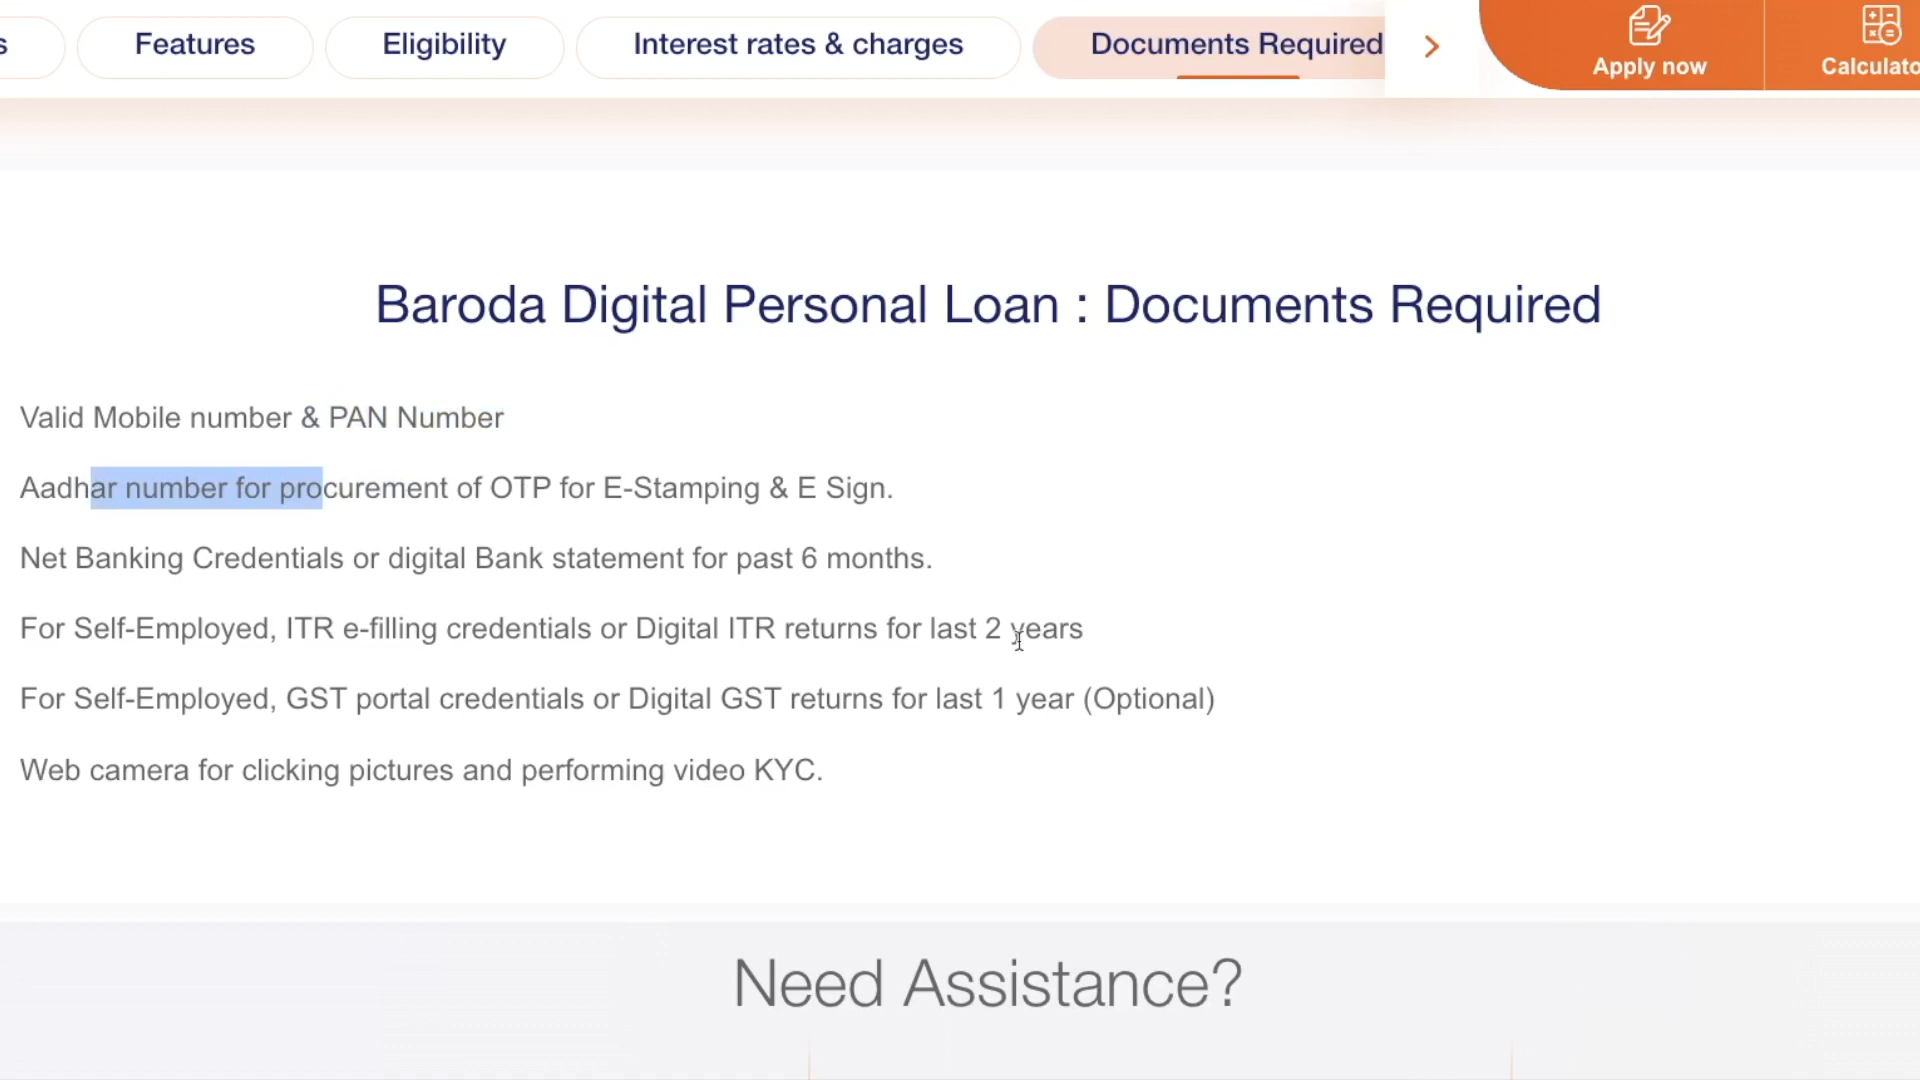 s
Features
Eligibility
Interest rates & charges
Documents Required
Apply now
Calculato
Baroda Digital Personal Loan : Documents Required
Valid Mobile number & PAN Number
Aadhar number for procurement of OTP for E-Stamping & E Sign.
Net Banking Credentials or digital Bank statement for past 6 months.
For Self-Employed, ITR e-filling credentials or Digital ITR returns for last 2 years
For Self-Employed, GST portal credentials or Digital GST returns for last 1 year (Optional)
Web camera for clicking pictures and performing video KYC.
Need Assistance?